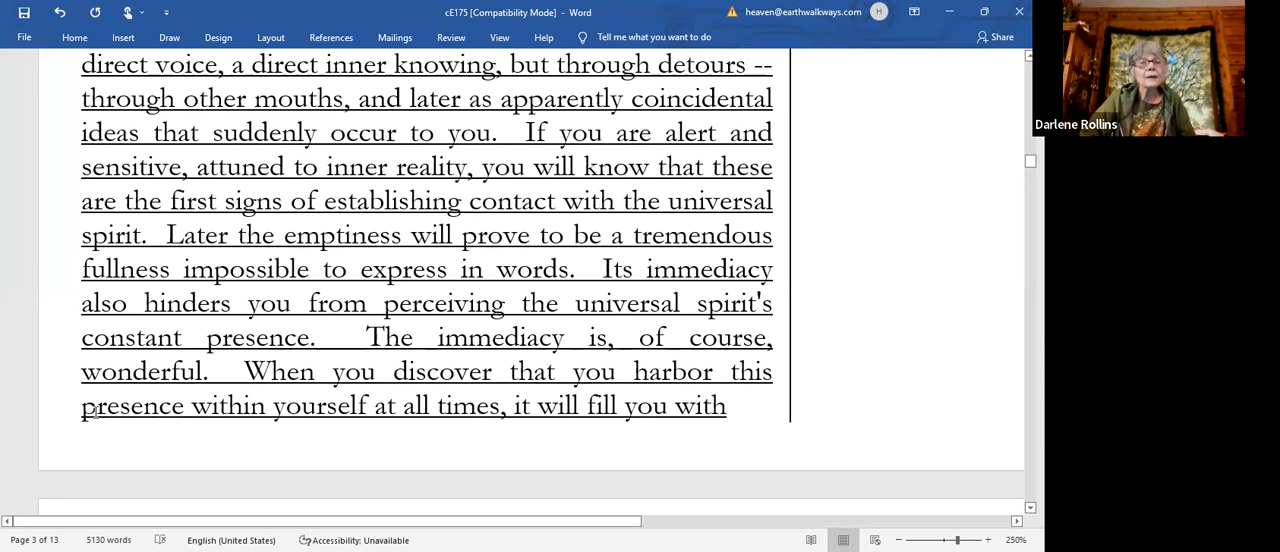 cE175 [Compatibility Mode] - Word
heaven@earthwalkways.com
H
File Home Insert Draw Design Layout References Mailings Review View Help Tell me what you want to do Share
direct voice, a direct inner knowing, but through detours --
through other mouths, and later as apparently coincidental
ideas that suddenly occur to you. If you are alert and
sensitive, attuned to inner reality, you will know that these
are the first signs of establishing contact with the universal
spirit. Later the emptiness will prove to be a tremendous
fullness impossible to express in words. Its immediacy
also hinders you from perceiving the universal spirit's
constant presence. The immediacy is, of course,
wonderful. When you discover that you harbor this
presence within yourself at all times, it will fill you with
Darlene Rollins
Page 3 of 13 5130 words English (United States) Accessibility: Unavailable 250%